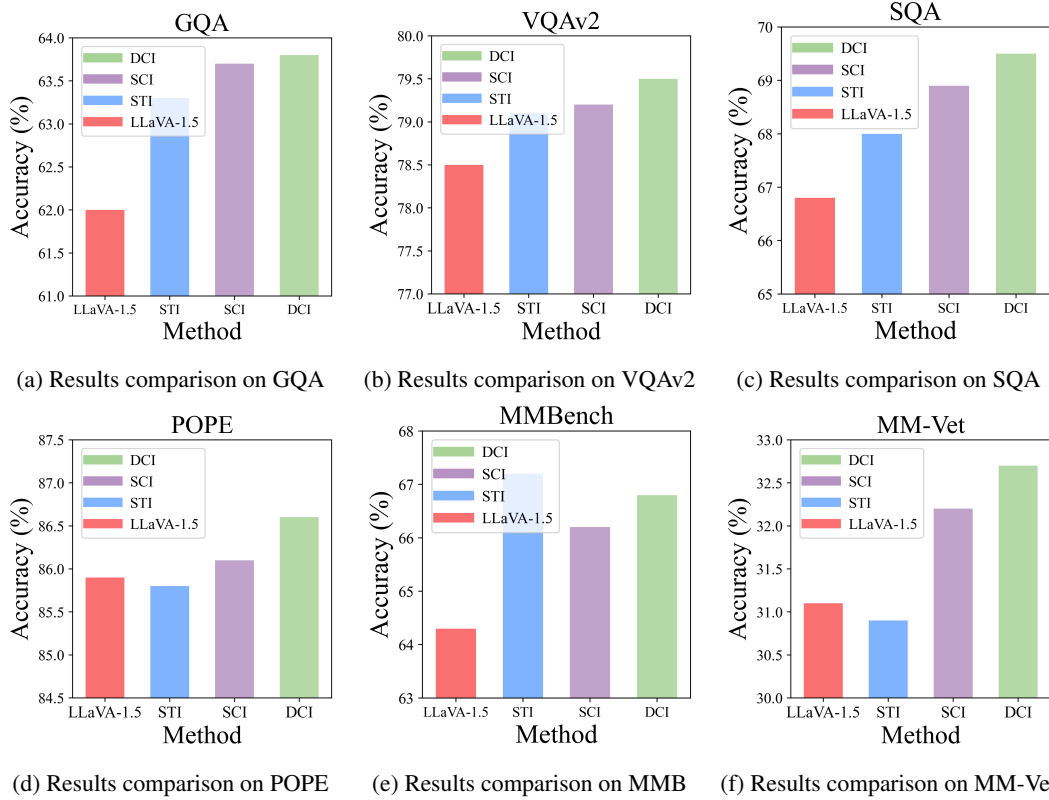 GQA
64.0
63.5
63.0
62.5
62.0
61.5
61.0
Accuracy (%)
DCI
SCI
STI
LLaVA-1.5
LLaVA-1.5 STI SCI DCI
Method
(a) Results comparison on GQA
VQAv2
80.0
79.5
79.0
78.5
78.0
77.5
77.0
Accuracy (%)
DCI
SCI
STI
LLaVA-1.5
LLaVA-1.5 STI SCI DCI
Method
(b) Results comparison on VQAv2
SQA
70
69
68
67
66
65
Accuracy (%)
DCI
SCI
STI
LLaVA-1.5
LLaVA-1.5 STI SCI DCI
Method
(c) Results comparison on SQA
POPE
87.5
87.0
86.5
86.0
85.5
85.0
84.5
Accuracy (%)
DCI
SCI
STI
LLaVA-1.5
LLaVA-1.5 STI SCI DCI
Method
(d) Results comparison on POPE
MMBench
68
67
66
65
64
63
Accuracy (%)
DCI
SCI
STI
LLaVA-1.5
LLaVA-1.5 STI SCI DCI
Method
(e) Results comparison on MMB
MM-Vet
33.0
32.5
32.0
31.5
31.0
30.5
30.0
Accuracy (%)
DCI
SCI
STI
LLaVA-1.5
LLaVA-1.5 STI SCI DCI
Method
(f) Results comparison on MM-Ve